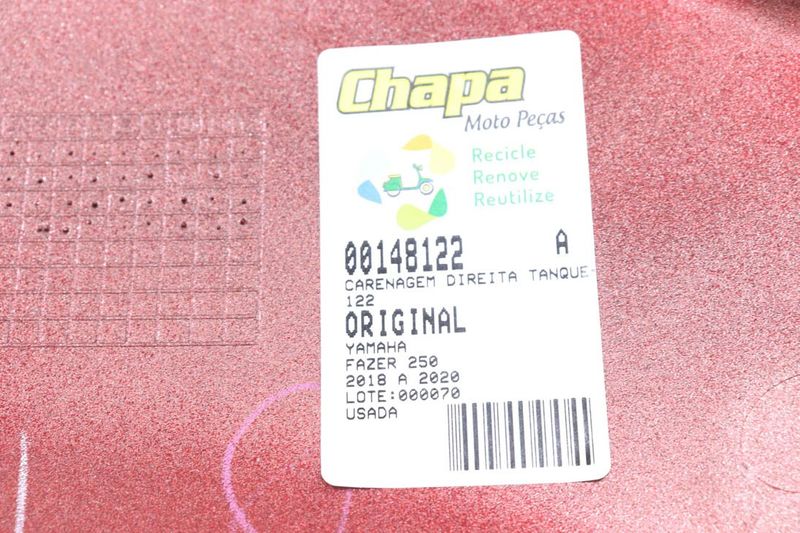 Chapa
Moto Peças
Recicle
Renove
Reutilize
00148122 A
CARENAGEM DIREITA TANQUE-
122
ORIGINAL
YAMAHA
FAZER 250
2018 A 2020
LOTE:000070
USADA